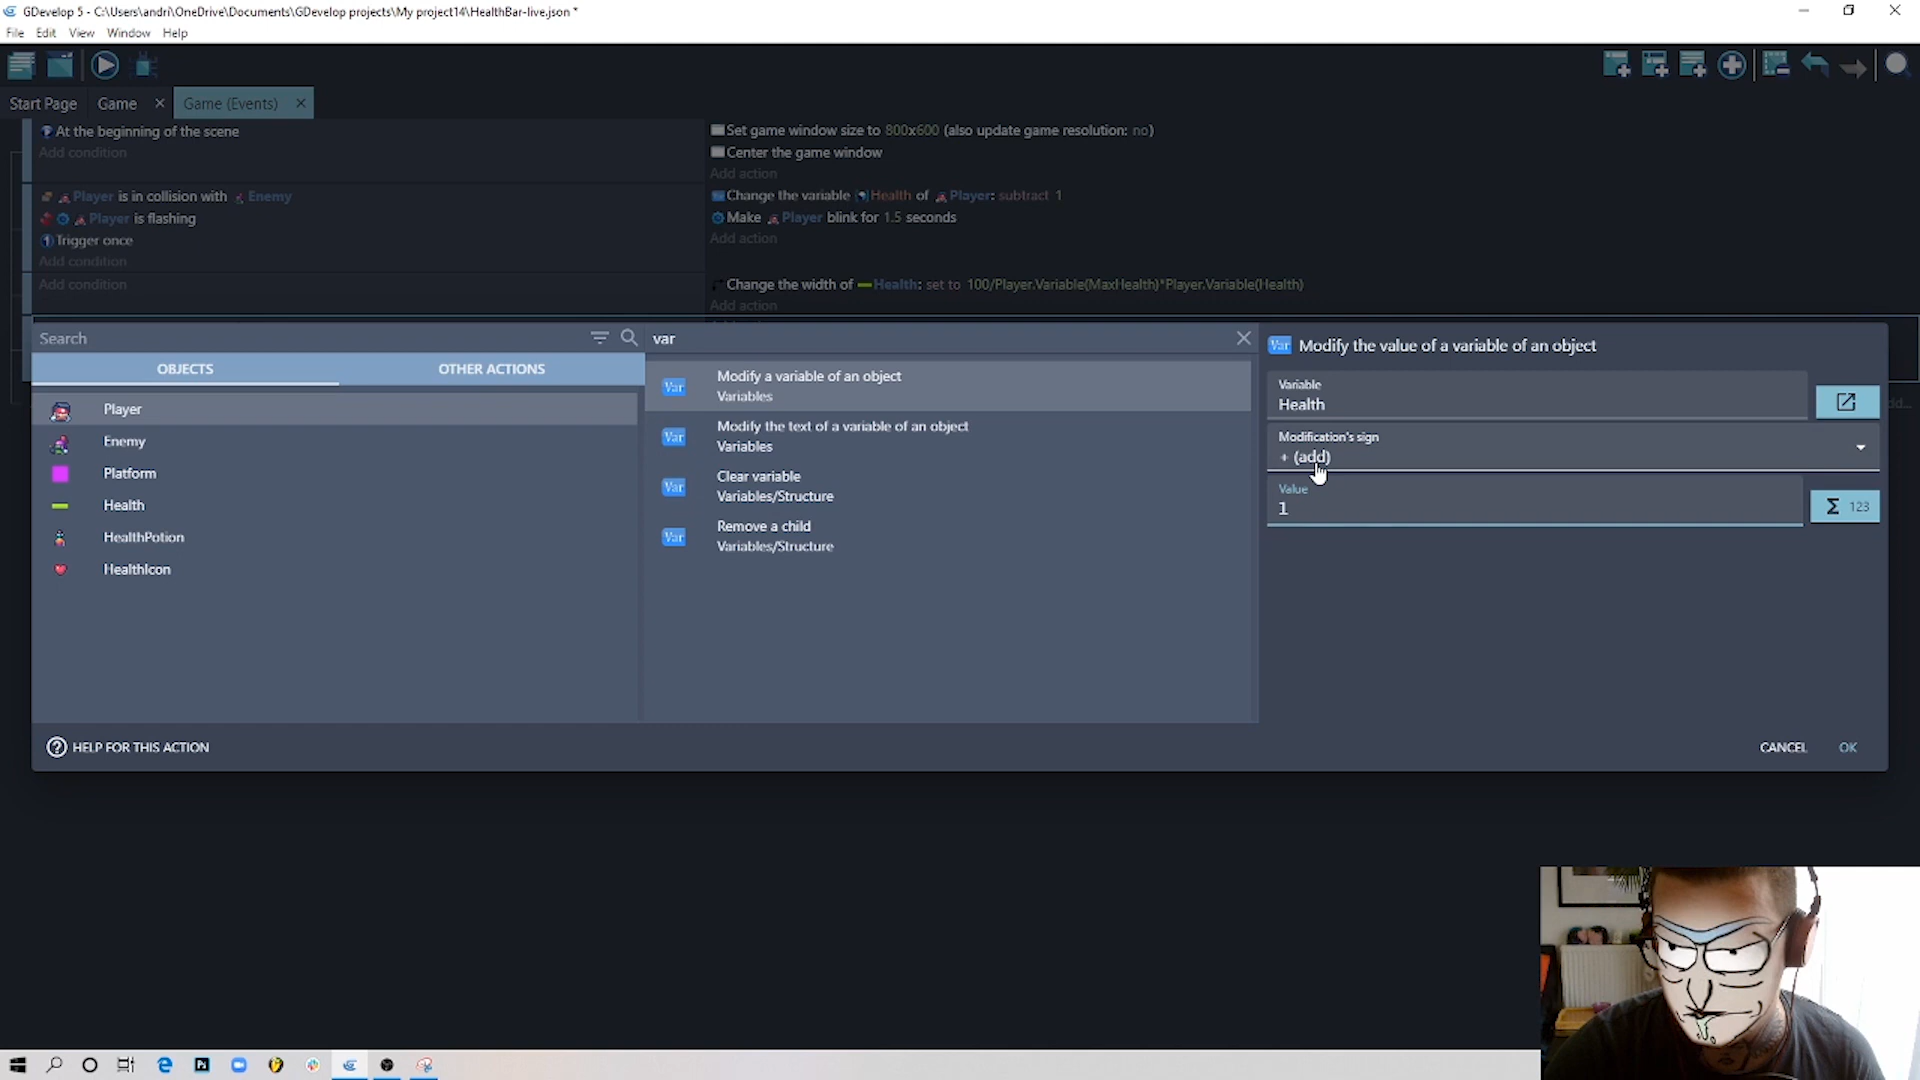 GDevelop 5 - C:\Users\andri\OneDrive\Documents\GDevelop projects\My project14\HealthBar-live.json *
File Edit View Window Help
Start Page Game Game (Events)
At the beginning of the scene
Add condition
Set game window size to 800x600 (also update game resolution: no)
Center the game window
Add action
Player is in collision with Enemy
Player is flashing
Trigger once
Add condition
Change the variable Health of Player: subtract 1
Make Player blink for 1.5 seconds
Add action
Add condition
Change the width of Health: set to 100/Player.Variable(MaxHealth)*Player.Variable(Health)
Add action
Search
OBJECTS OTHER ACTIONS
Player
Enemy
Platform
Health
HealthPotion
HealthIcon
var
Var Modify a variable of an object
Variables
Var Modify the text of a variable of an object
Variables
Var Clear variable
Variables/Structure
Var Remove a child
Variables/Structure
Var Modify the value of a variable of an object
Variable
Health
Modification's sign
+ (add)
Value
1
Σ 123
HELP FOR THIS ACTION
CANCEL OK